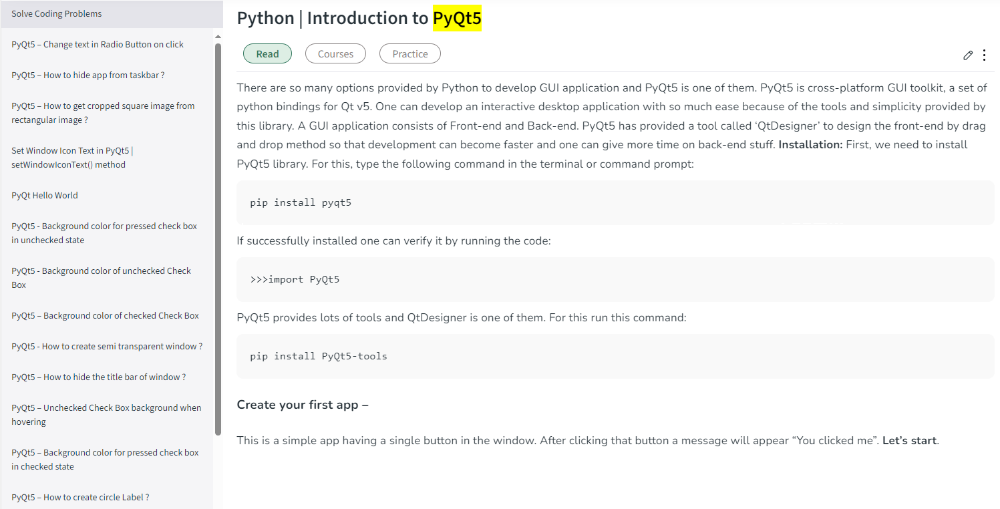 Solve Coding Problems
PyQt5 – Change text in Radio Button on click
PyQt5 – How to hide app from taskbar ?
PyQt5 – How to get cropped square image from
rectangular image ?
Set Window Icon Text in PyQt5 |
setWindowIconText() method
PyQt Hello World
PyQt5 - Background color for pressed check box
in unchecked state
PyQt5 - Background color of unchecked Check
Box
PyQt5 – Background color of checked Check Box
PyQt5 - How to create semi transparent window ?
PyQt5 – How to hide the title bar of window ?
PyQt5 – Unchecked Check Box background when
hovering
PyQt5 – Background color for pressed check box
in checked state
PyQt5 – How to create circle Label ?
Python | Introduction to PyQt5
Read Courses Practice
There are so many options provided by Python to develop GUI application and PyQt5 is one of them. PyQt5 is cross-platform GUI toolkit, a set of
python bindings for Qt v5. One can develop an interactive desktop application with so much ease because of the tools and simplicity provided by
this library. A GUI application consists of Front-end and Back-end. PyQt5 has provided a tool called ‘QtDesigner’ to design the front-end by drag
and drop method so that development can become faster and one can give more time on back-end stuff. Installation: First, we need to install
PyQt5 library. For this, type the following command in the terminal or command prompt:
pip install pyqt5
If successfully installed one can verify it by running the code:
>>>import PyQt5
PyQt5 provides lots of tools and QtDesigner is one of them. For this run this command:
pip install PyQt5-tools
Create your first app –
This is a simple app having a single button in the window. After clicking that button a message will appear “You clicked me”. Let’s start.